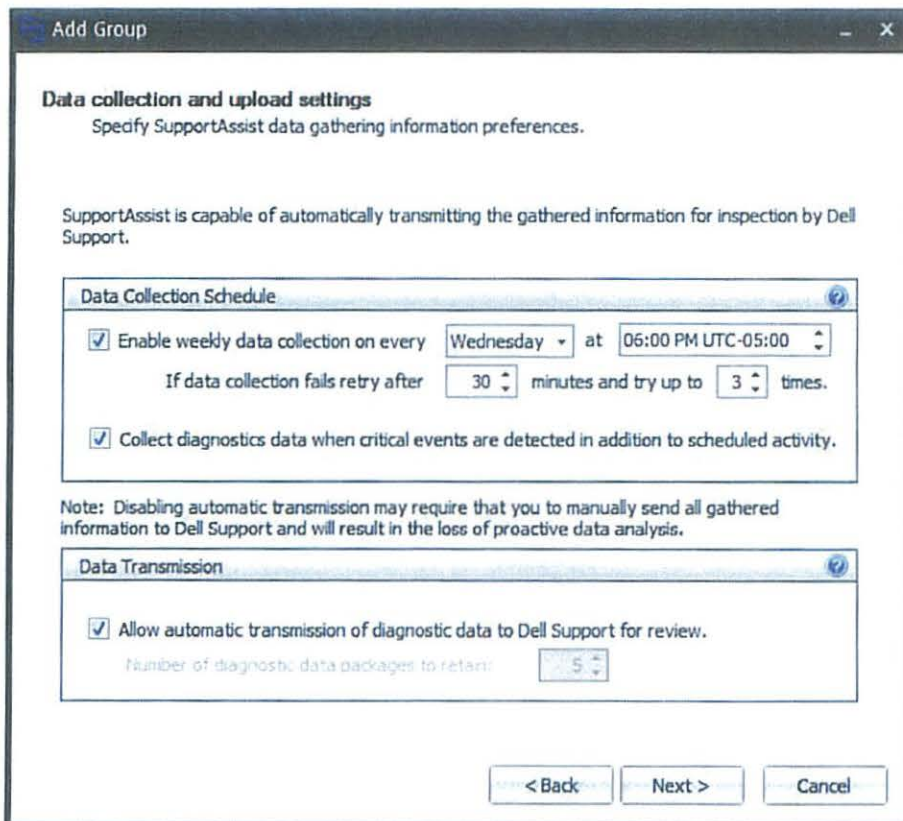 Add Group
Data collection and upload settings
Specify SupportAssist data gathering information preferences.
SupportAssist is capable of automatically transmitting the gathered information for inspection by Dell
Support.
Data Collection Schedule
Enable weekly data collection on every Wednesday at 06:00 PM UTC-05:00
If data collection fails retry after 30 minutes and try up to 3 times.
Collect diagnostics data when critical events are detected in addition to scheduled activity.
Note: Disabling automatic transmission may require that you to manually send all gathered
information to Dell Support and will result in the loss of proactive data analysis.
Data Transmission
Allow automatic transmission of diagnostic data to Dell Support for review.
Number of diagnostic data packages to retain: 5
< Back Next > Cancel